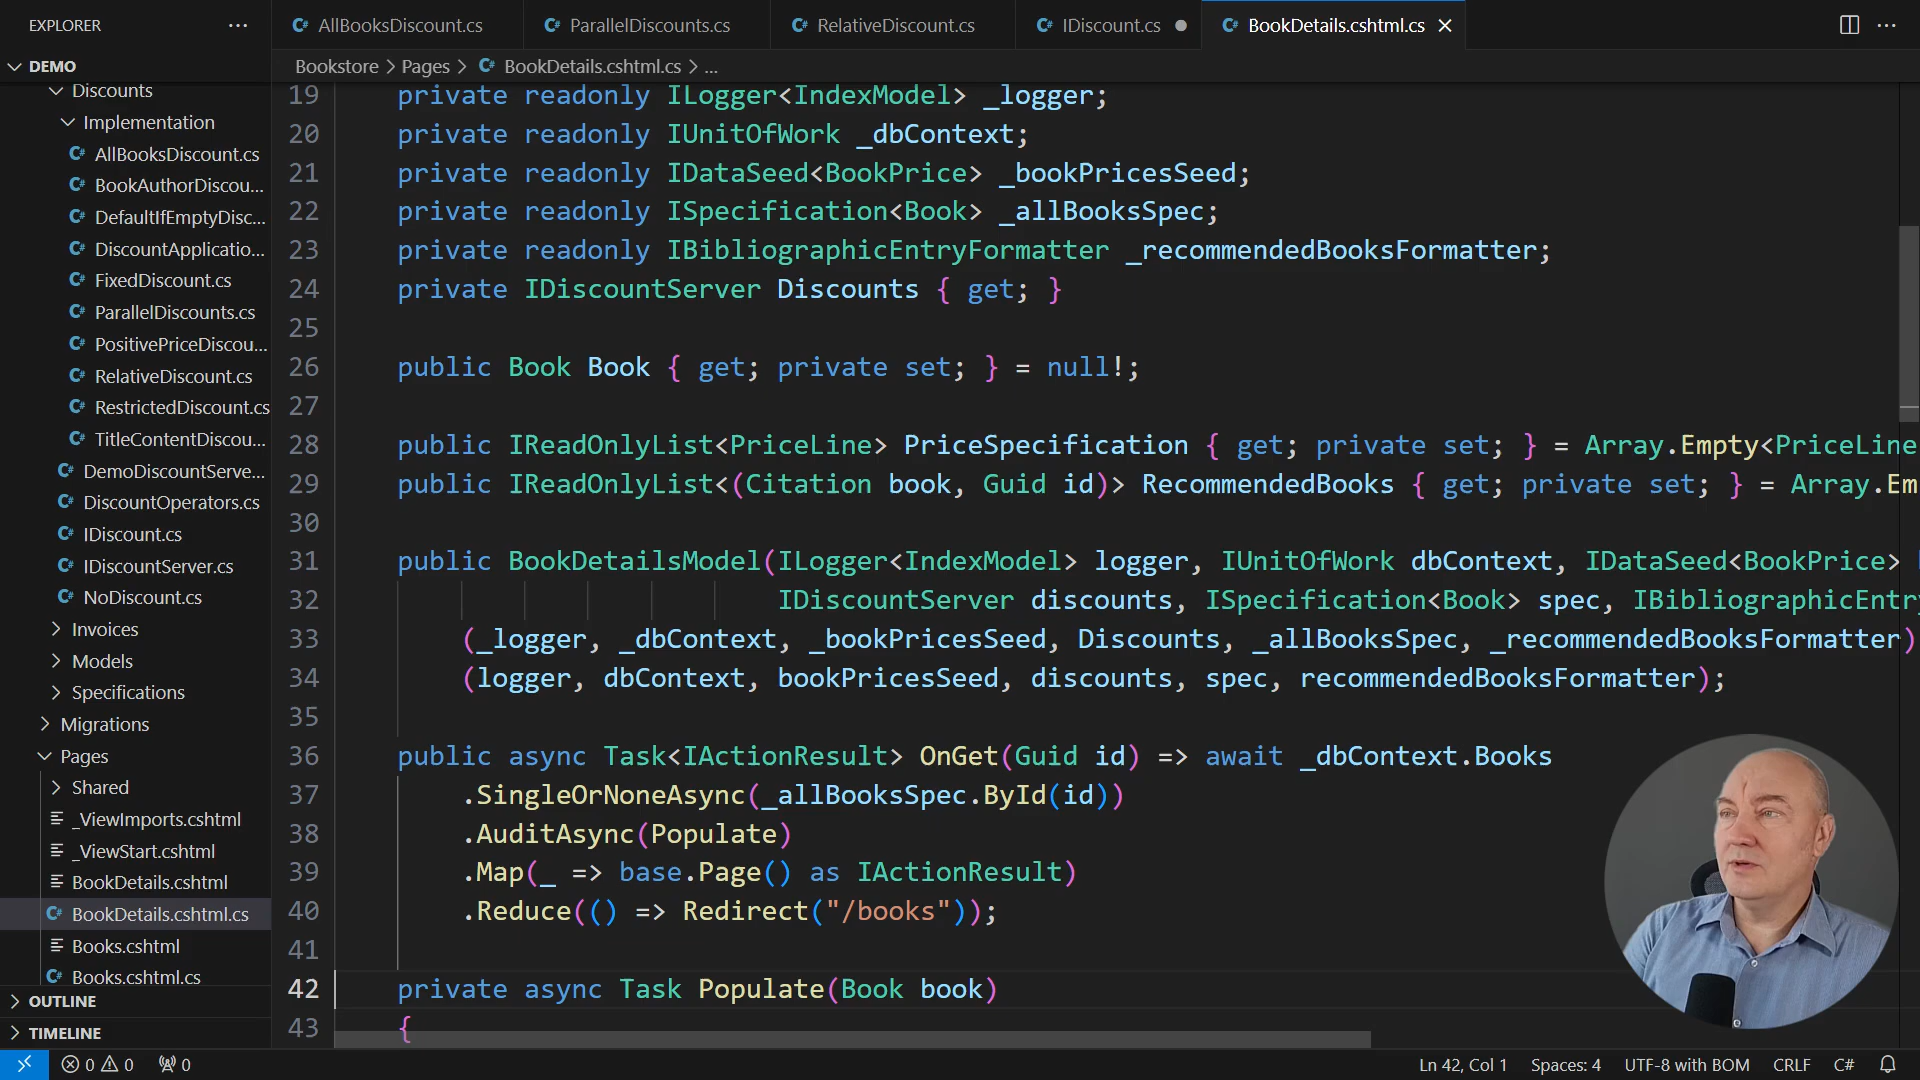 EXPLORER
DEMO
Discounts
Implementation
AllBooksDiscount.cs
BookAuthorDiscou...
DefaultIfEmptyDisc...
DiscountApplicatio...
FixedDiscount.cs
ParallelDiscounts.cs
PositivePriceDiscou...
RelativeDiscount.cs
RestrictedDiscount.cs
TitleContentDiscou...
DemoDiscountServe...
DiscountOperators.cs
IDiscount.cs
IDiscountServer.cs
NoDiscount.cs
Invoices
Models
Specifications
Migrations
Pages
Shared
_ViewImports.cshtml
_ViewStart.cshtml
BookDetails.cshtml
BookDetails.cshtml.cs
Books.cshtml
Books.cshtml.cs
OUTLINE
TIMELINE
AllBooksDiscount.cs
ParallelDiscounts.cs
RelativeDiscount.cs
IDiscount.cs
BookDetails.cshtml.cs
Bookstore > Pages > BookDetails.cshtml.cs > ...
19 private readonly ILogger<IndexModel> _logger;
20 private readonly IUnitOfWork _dbContext;
21 private readonly IDataSeed<BookPrice> _bookPricesSeed;
22 private readonly ISpecification<Book> _allBooksSpec;
23 private readonly IBibliographicEntryFormatter _recommendedBooksFormatter;
24 private IDiscountServer Discounts { get; }
25
26 public Book Book { get; private set; } = null!;
27
28 public IReadOnlyList<PriceLine> PriceSpecification { get; private set; } = Array.Empty<PriceLine
29 public IReadOnlyList<(Citation book, Guid id)> RecommendedBooks { get; private set; } = Array.Em
30
31 public BookDetailsModel(ILogger<IndexModel> logger, IUnitOfWork dbContext, IDataSeed<BookPrice>
32 IDiscountServer discounts, ISpecification<Book> spec, IBibliographicEntry
33 (_logger, _dbContext, _bookPricesSeed, Discounts, _allBooksSpec, _recommendedBooksFormatter)
34 (logger, dbContext, bookPricesSeed, discounts, spec, recommendedBooksFormatter);
35
36 public async Task<IActionResult> OnGet(Guid id) => await _dbContext.Books
37 .SingleOrNoneAsync(_allBooksSpec.ById(id))
38 .AuditAsync(Populate)
39 .Map(_ => base.Page() as IActionResult)
40 .Reduce(() => Redirect("/books"));
41
42 private async Task Populate(Book book)
43 {
0 0 0
Ln 42, Col 1
Spaces: 4
UTF-8 with BOM
CRLF
C#